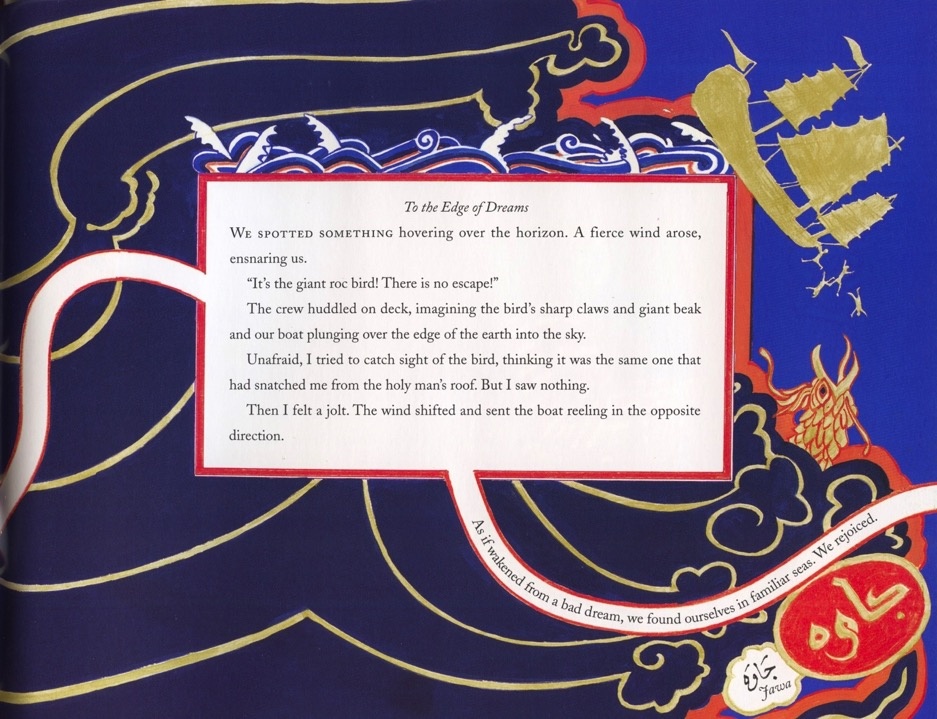 To the Edge of Dreams
WE SPOTTED SOMETHING hovering over the horizon. A fierce wind arose,
ensnaring us.
“It’s the giant roc bird! There is no escape!”
The crew huddled on deck, imagining the bird’s sharp claws and giant beak
and our boat plunging over the edge of the earth into the sky.
Unafraid, I tried to catch sight of the bird, thinking it was the same one that
had snatched me from the holy man’s roof. But I saw nothing.
Then I felt a jolt. The wind shifted and sent the boat reeling in the opposite
direction.
As if wakened from a bad dream, we found ourselves in familiar seas. We rejoiced.
جاوه
جَاوَة
Jawa